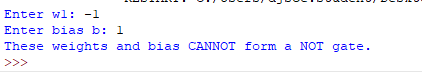 Enter w1: -1
Enter bias b: 1
These weights and bias CANNOT form a NOT gate.
>>>